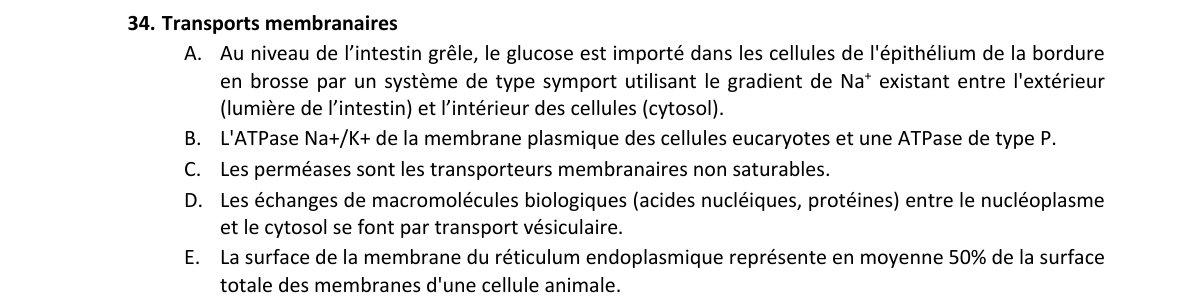 34. Transports membranaires
A. Au niveau de l’intestin grêle, le glucose est importé dans les cellules de l'épithélium de la bordure
en brosse par un système de type symport utilisant le gradient de Na⁺ existant entre l'extérieur
(lumière de l’intestin) et l’intérieur des cellules (cytosol).
B. L'ATPase Na+/K+ de la membrane plasmique des cellules eucaryotes et une ATPase de type P.
C. Les perméases sont les transporteurs membranaires non saturables.
D. Les échanges de macromolécules biologiques (acides nucléiques, protéines) entre le nucléoplasme
et le cytosol se font par transport vésiculaire.
E. La surface de la membrane du réticulum endoplasmique représente en moyenne 50% de la surface
totale des membranes d'une cellule animale.